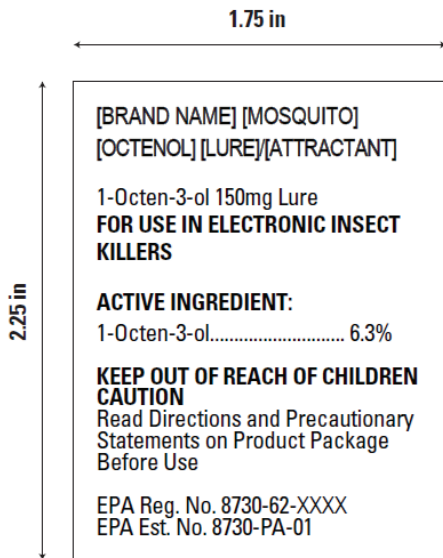 1.75 in
2.25 in
[BRAND NAME] [MOSQUITO]
[OCTENOL] [LURE]/[ATTRACTANT]
1-Octen-3-ol 150mg Lure
FOR USE IN ELECTRONIC INSECT
KILLERS
ACTIVE INGREDIENT:
1-Octen-3-ol............................ 6.3%
KEEP OUT OF REACH OF CHILDREN
CAUTION
Read Directions and Precautionary
Statements on Product Package
Before Use
EPA Reg. No. 8730-62-XXXX
EPA Est. No. 8730-PA-01